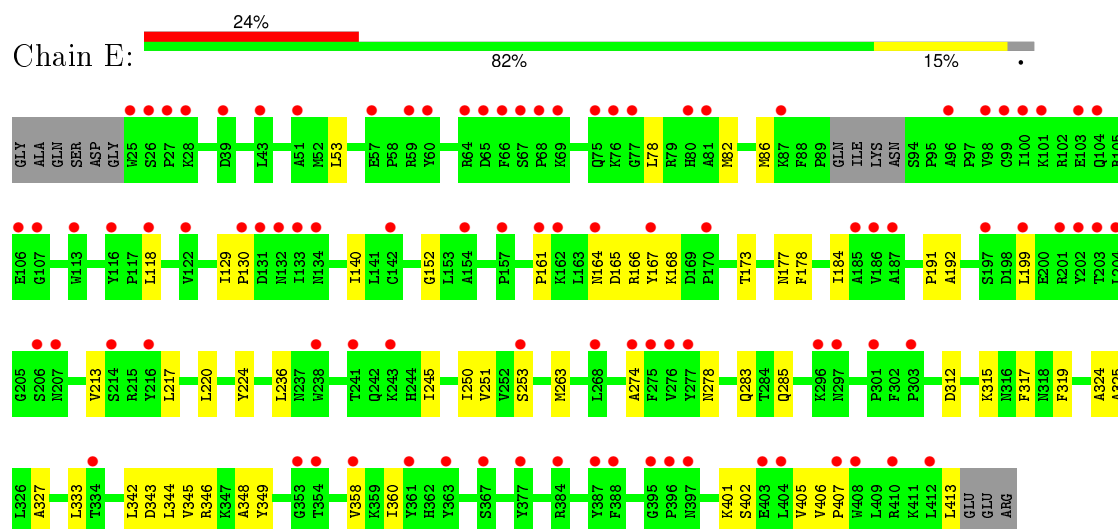 24%
Chain E:
82%
15%
•
GLY ALA GLN SER ASP GLY W25 S26 P27 K28 D39 L43 A51 M52 L53 E57 P58 R59 Y60 R64 D65 F66 S67 P68 K69 Q75 K76 G77 L78 R79 H80 A81 M82 M86 K87 F88 P89 GLN ILE LYS ASN S94 P95 A96 P97 V98 G99 I100 K101 R102 E103 Q104
E106 G107 W113 Y116 P117 L118 V122 I129 P130 D131 N132 I133 N134 I140 L141 C142 G152 L153 A154 P157 P161 K162 L163 N164 D165 R166 Y167 K168 D169 P170 T173 N177 F178 I184 A185 V186 A187 P191 A192 S197 D198 L199 E200 R201 Y202 T203
G205 S206 N207 V213 S214 R215 Y216 L217 L220 Y224 L236 N237 W238 T241 Q242 K243 H244 I245 I250 V251 V252 S253 M263 L268 A274 F275 V276 Y277 N278 Q283 T284 Q285 K296 N297 P301 F302 P303 D312 K315 N316 F317 N318 F319 A324 A325
L326 A327 L333 T334 L342 D343 L344 V345 R346 K347 A348 Y349 G353 T354 V358 K359 I360 Y361 H362 Y363 S367 Y377 R384 Y387 F388 G395 P396 N397 K401 S402 E403 L404 V405 V406 P407 W408 L409 R410 K411 L412 L413 GLU GLU ARG